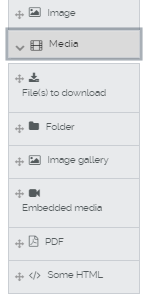 Image
Media
File(s) to download
Folder
Image gallery
Embedded media
PDF
Some HTML